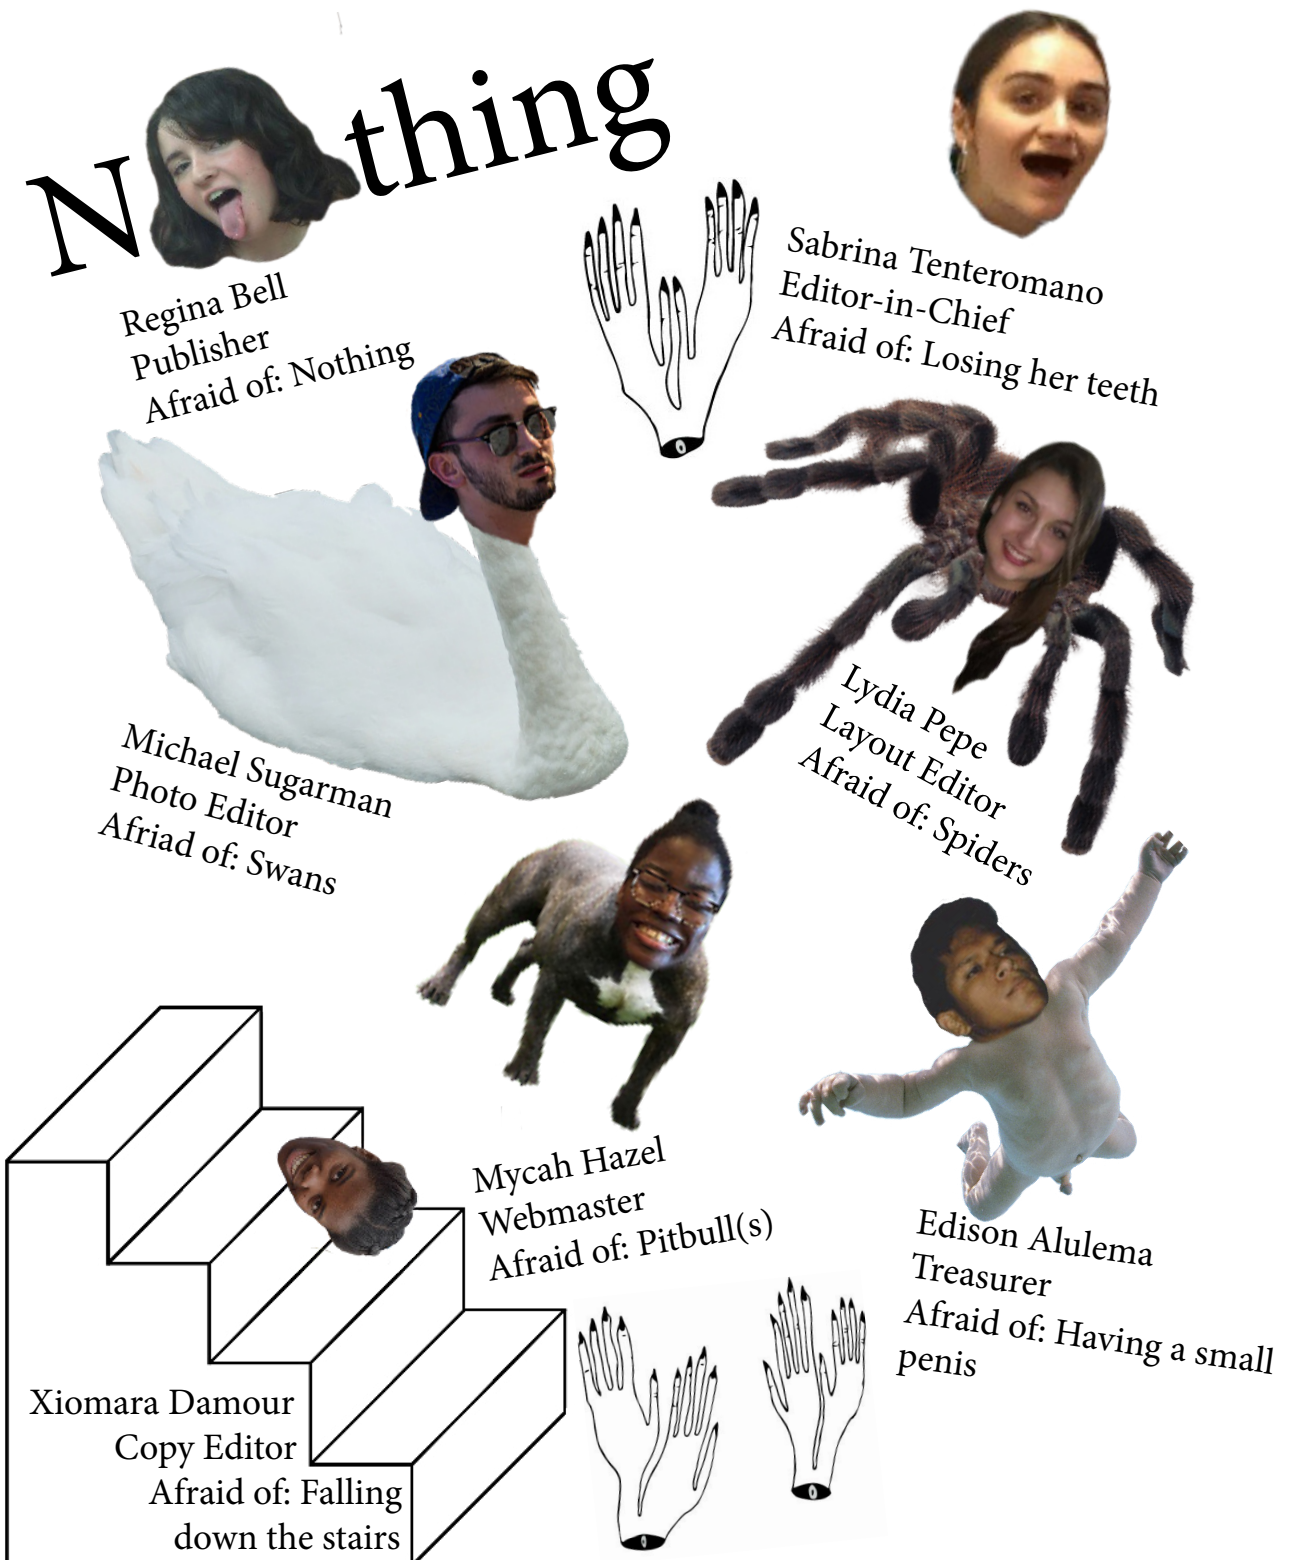 N thing
Regina Bell
Publisher
Afraid of: Nothing
Sabrina Tenteromano
Editor-in-Chief
Afraid of: Losing her teeth
Michael Sugarman
Photo Editor
Afriad of: Swans
Lydia Pepe
Layout Editor
Afraid of: Spiders
Mycah Hazel
Webmaster
Afraid of: Pitbull(s)
Edison Alulema
Treasurer
Afraid of: Having a small
penis
Xiomara Damour
Copy Editor
Afraid of: Falling
down the stairs